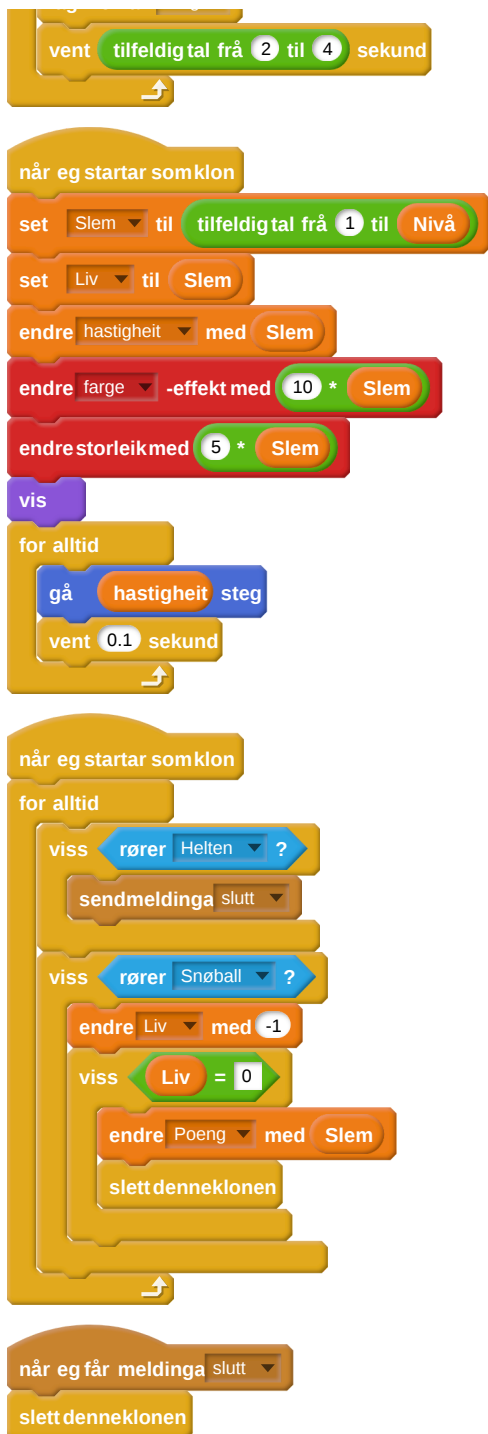 vent tilfeldig tal frå 2 til 4 sekund
når eg startar som klon
set Slem til tilfeldig tal frå 1 til Nivå
set Liv til Slem
endre hastigheit med Slem
endre farge -effekt med 10 * Slem
endre storleik med 5 * Slem
vis
for alltid
gå hastigheit steg
vent 0.1 sekund
når eg startar som klon
for alltid
viss rører Helten ?
send meldinga slutt
viss rører Snøball ?
endre Liv med -1
viss Liv = 0
endre Poeng med Slem
slett denne klonen
når eg får meldinga slutt
slett denne klonen